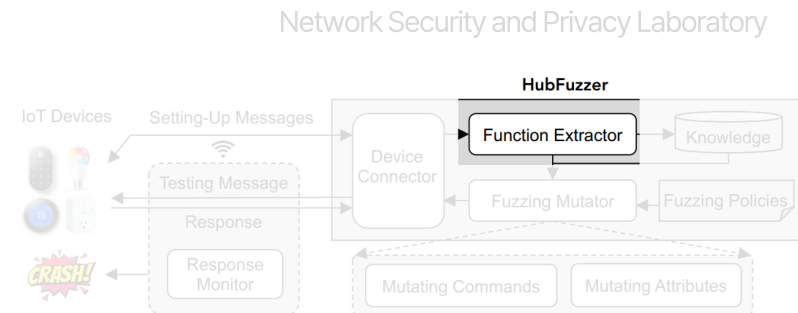 Network Security and Privacy Laboratory
HubFuzzer
IoT Devices
Setting-Up Messages
Function Extractor
Knowledge
Device
Connector
Testing Message
Fuzzing Mutator
Fuzzing Policies
Response
Response
Monitor
CRASH!
Mutating Commands
Mutating Attributes